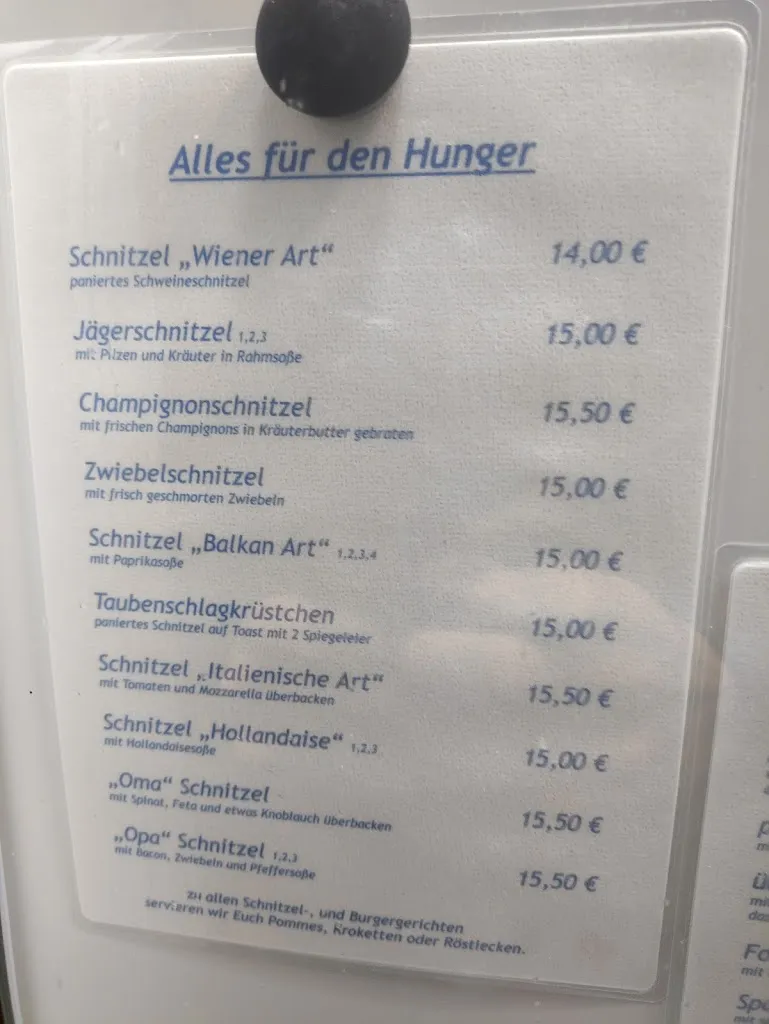 Alles für den Hunger
Schnitzel „Wiener Art“ 14,00 €
paniertes Schweineschnitzel
Jägerschnitzel 1,2,3 15,00 €
mit Pilzen und Kräuter in Rahmsoße
Champignonschnitzel 15,50 €
mit frischen Champignons in Kräuterbutter gebraten
Zwiebelschnitzel 15,00 €
mit frisch geschmorten Zwiebeln
Schnitzel „Balkan Art“ 1,2,3,4 15,00 €
mit Paprikasoße
Taubenschlagkrüstchen 15,00 €
paniertes Schnitzel auf Toast mit 2 Spiegeleier
Schnitzel „Italienische Art“ 15,50 €
mit Tomaten und Mozzarella überbacken
Schnitzel „Hollandaise“ 1,2,3 15,00 €
mit Hollandaisesoße
„Oma“ Schnitzel 15,50 €
mit Spinat, Feta und etwas Knoblauch überbacken
„Opa“ Schnitzel 1,2,3 15,50 €
mit Bacon, Zwiebeln und Pfeffersoße
zu allen Schnitzel-, und Burgergerichten
servieren wir Euch Pommes, Kroketten oder Röstiecken.